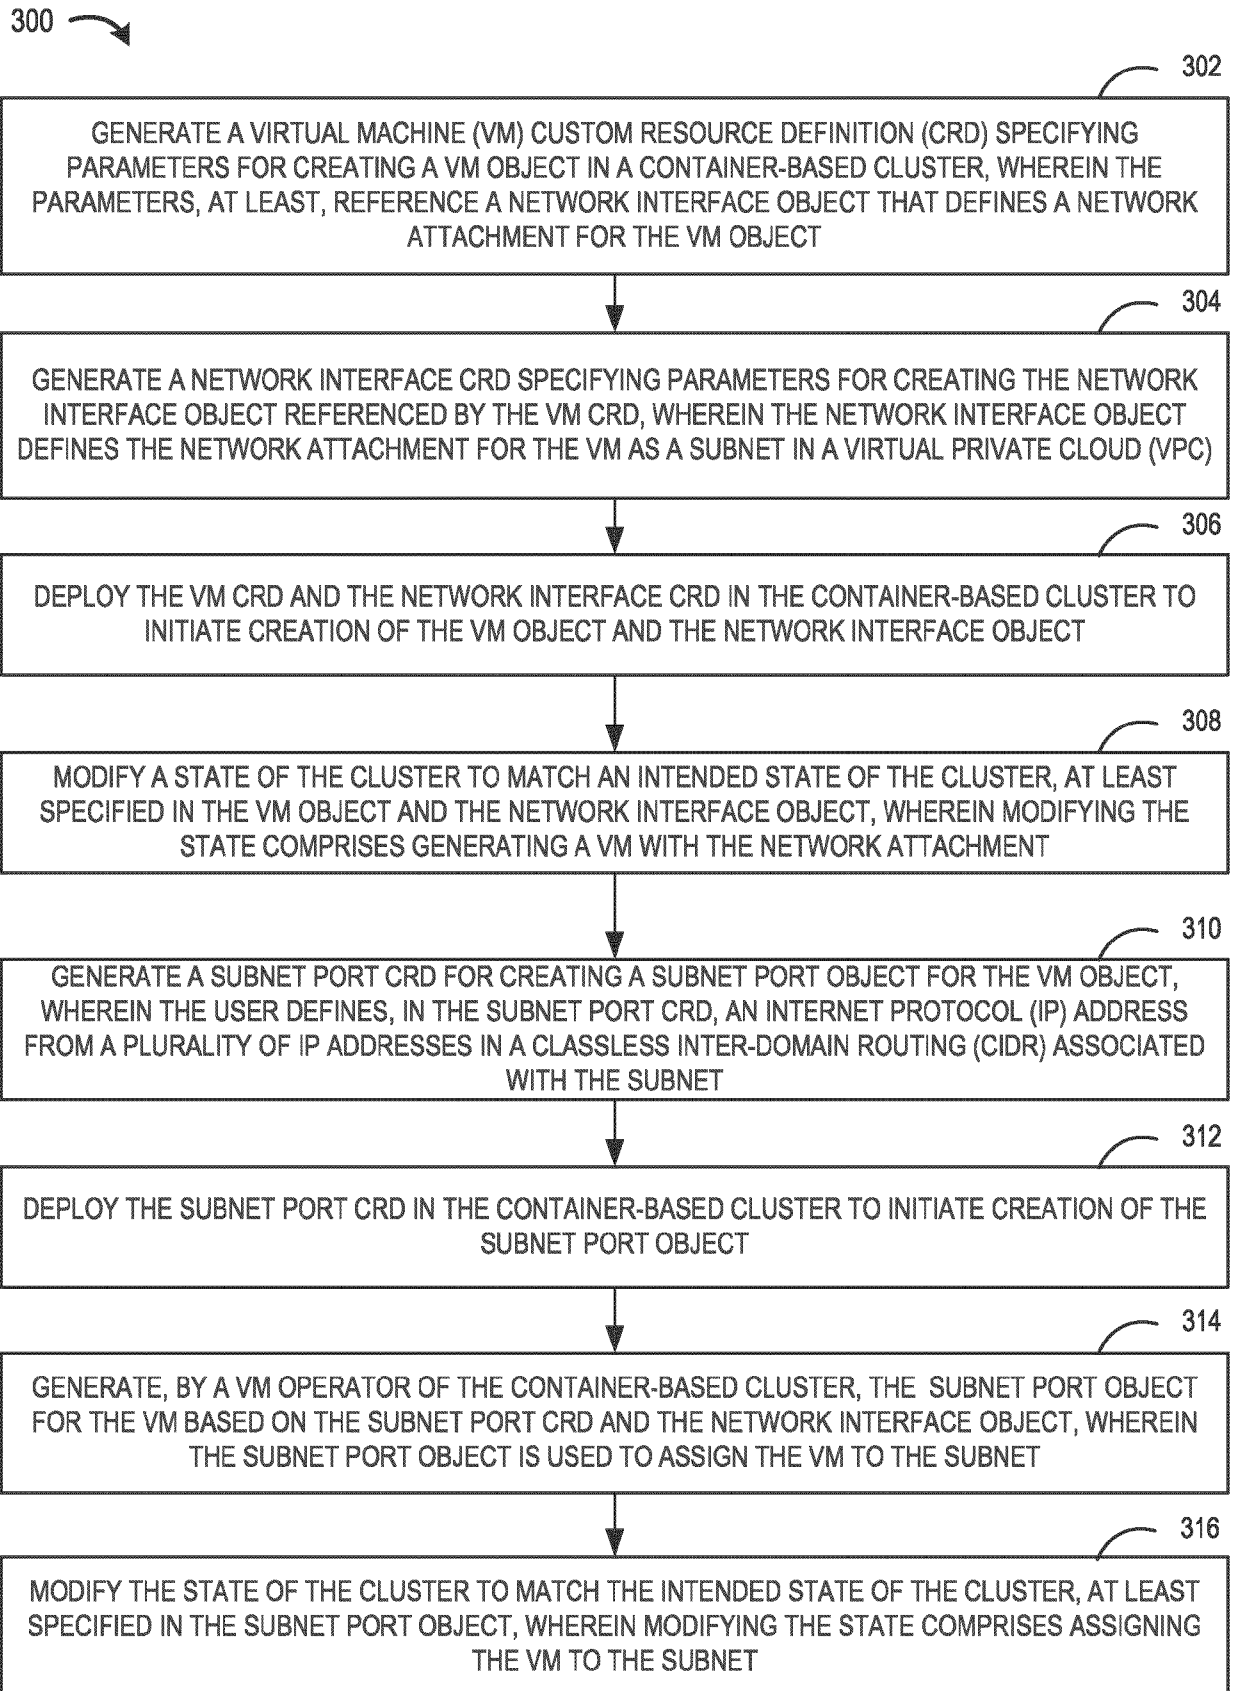 300
302
GENERATE A VIRTUAL MACHINE (VM) CUSTOM RESOURCE DEFINITION (CRD) SPECIFYING
PARAMETERS FOR CREATING A VM OBJECT IN A CONTAINER-BASED CLUSTER, WHEREIN THE
PARAMETERS, AT LEAST, REFERENCE A NETWORK INTERFACE OBJECT THAT DEFINES A NETWORK
ATTACHMENT FOR THE VM OBJECT
304
GENERATE A NETWORK INTERFACE CRD SPECIFYING PARAMETERS FOR CREATING THE NETWORK
INTERFACE OBJECT REFERENCED BY THE VM CRD, WHEREIN THE NETWORK INTERFACE OBJECT
DEFINES THE NETWORK ATTACHMENT FOR THE VM AS A SUBNET IN A VIRTUAL PRIVATE CLOUD (VPC)
306
DEPLOY THE VM CRD AND THE NETWORK INTERFACE CRD IN THE CONTAINER-BASED CLUSTER TO
INITIATE CREATION OF THE VM OBJECT AND THE NETWORK INTERFACE OBJECT
308
MODIFY A STATE OF THE CLUSTER TO MATCH AN INTENDED STATE OF THE CLUSTER, AT LEAST
SPECIFIED IN THE VM OBJECT AND THE NETWORK INTERFACE OBJECT, WHEREIN MODIFYING THE
STATE COMPRISES GENERATING A VM WITH THE NETWORK ATTACHMENT
310
GENERATE A SUBNET PORT CRD FOR CREATING A SUBNET PORT OBJECT FOR THE VM OBJECT,
WHEREIN THE USER DEFINES, IN THE SUBNET PORT CRD, AN INTERNET PROTOCOL (IP) ADDRESS
FROM A PLURALITY OF IP ADDRESSES IN A CLASSLESS INTER-DOMAIN ROUTING (CIDR) ASSOCIATED
WITH THE SUBNET
312
DEPLOY THE SUBNET PORT CRD IN THE CONTAINER-BASED CLUSTER TO INITIATE CREATION OF THE
SUBNET PORT OBJECT
314
GENERATE, BY A VM OPERATOR OF THE CONTAINER-BASED CLUSTER, THE SUBNET PORT OBJECT
FOR THE VM BASED ON THE SUBNET PORT CRD AND THE NETWORK INTERFACE OBJECT, WHEREIN
THE SUBNET PORT OBJECT IS USED TO ASSIGN THE VM TO THE SUBNET
316
MODIFY THE STATE OF THE CLUSTER TO MATCH THE INTENDED STATE OF THE CLUSTER, AT LEAST
SPECIFIED IN THE SUBNET PORT OBJECT, WHEREIN MODIFYING THE STATE COMPRISES ASSIGNING
THE VM TO THE SUBNET